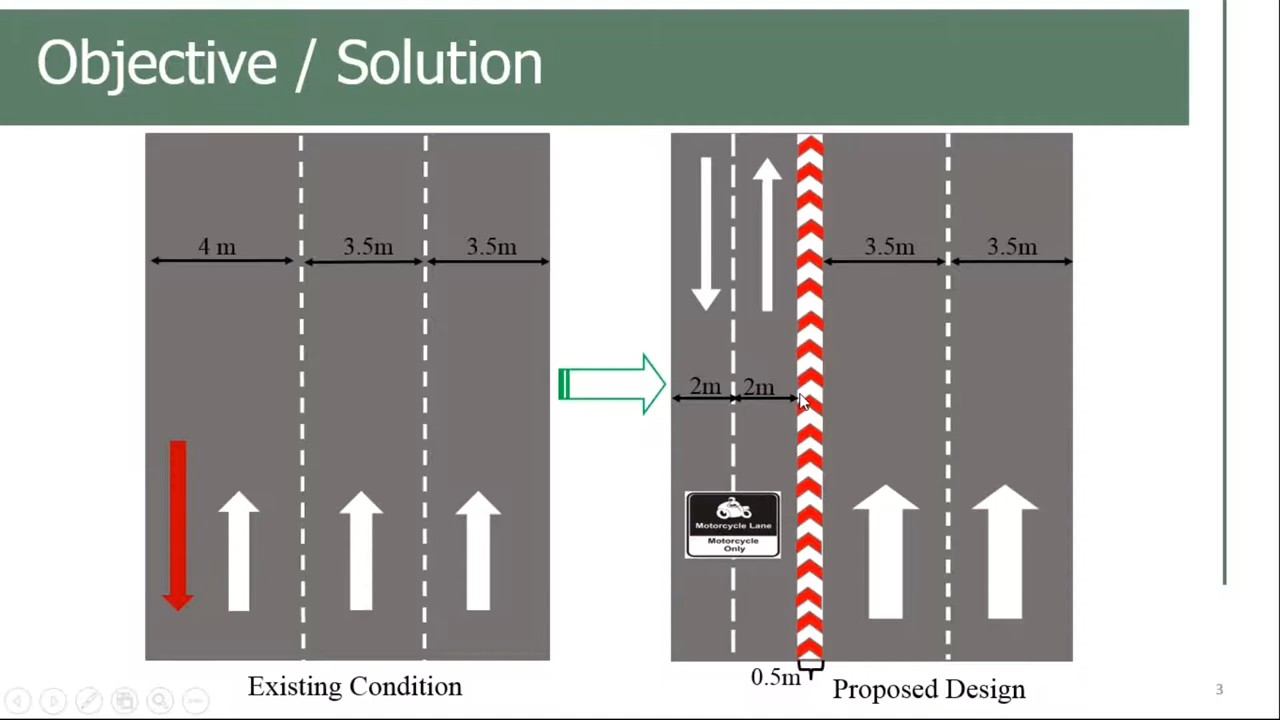 Objective / Solution
4 m
3.5m
3.5m
3.5m
3.5m
2m
2m
Motorcycle Lane
Motorcycle
Only
0.5m
Existing Condition
Proposed Design
3